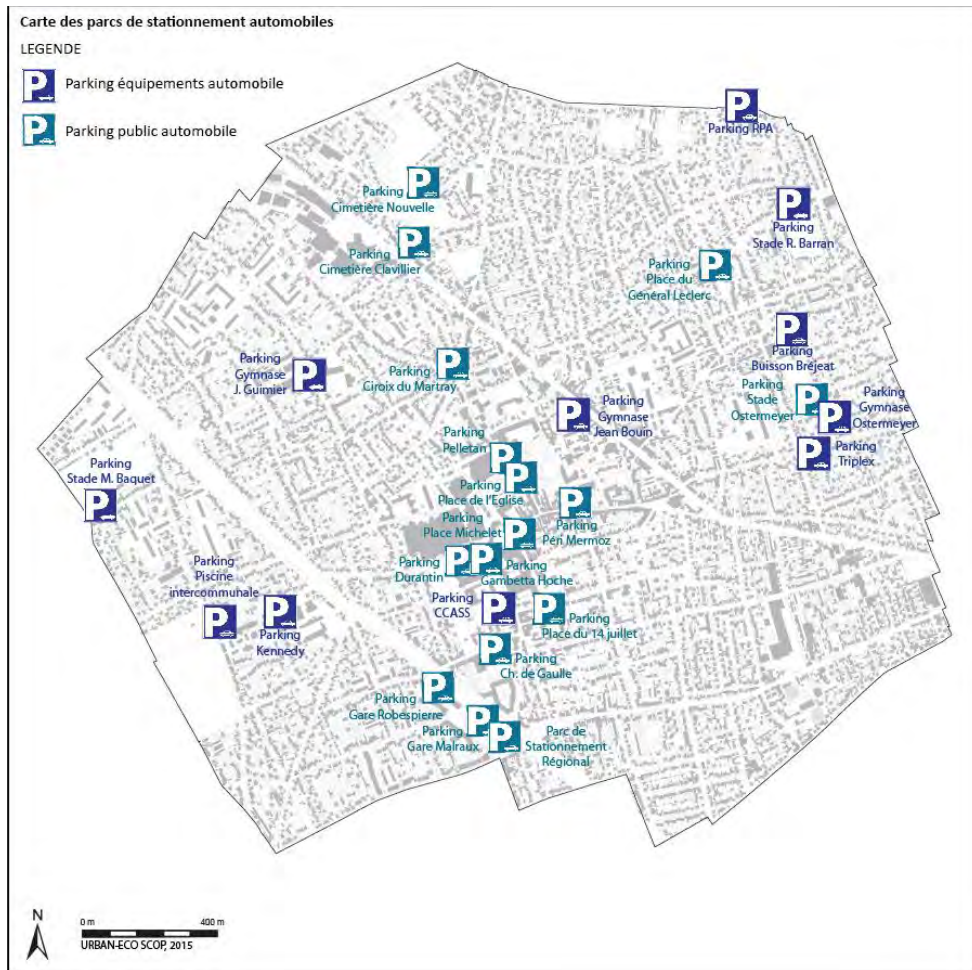 Carte des parcs de stationnement automobiles
LEGENDE
P
Parking équipements automobile
P
Parking public automobile
P
Parking RPA
P
Parking
Cimetière Nouvelle
P
Parking
Stade R. Barran
P
Parking
Cimetière Clavillier
P
Parking
Place du
Général Leclerc
P
Parking
Buisson Bréjeat
P
Parking
Gymnase
J. Guimier
P
Parking
Ciroix du Martray
P
Parking
Stade
Ostermeyer
P
Parking
Gymnase
Ostermeyer
P
Parking
Gymnase
Jean Bouin
P
Parking
Triplex
P
Parking
Pelletan
P
Parking
Place de l'Eglise
P
Parking
Stade M. Baquet
P
Parking
Péri Mermoz
P
Parking
Place Michelet
P
Parking
Durantin
P
Parking
Gambetta Hoche
P
Parking
Piscine
intercommunale
P
Parking
Kennedy
P
Parking
CCASS
P
Parking
Place du 14 juillet
P
Parking
Ch. de Gaulle
P
Parking
Gare Robespierre
P
Parking
Gare Malraux
P
Parc de
Stationnement
Régional
P
N
0 m
400 m
URBAN-ECO SCOP, 2015